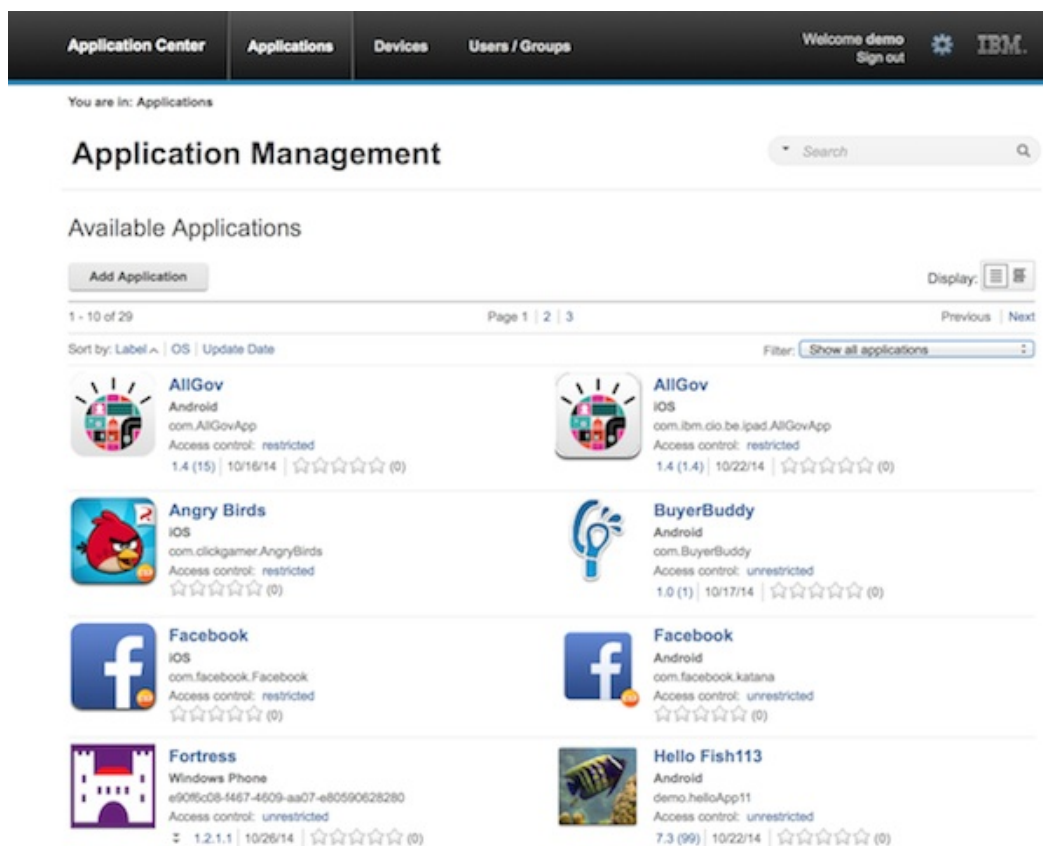 Application Center Applications Devices Users / Groups Welcome demo IBM.
Sign out
You are in: Applications
Application Management
Search
Available Applications
Add Application
Display:
1 - 10 of 29 Page 1 | 2 | 3 Previous | Next
Sort by: Label | OS | Update Date Filter: Show all applications
AllGov
Android
com.AllGovApp
Access control: restricted
1.4 (15) | 10/16/14 | (0)
AllGov
iOS
com.ibm.cio.be.ipad.AllGovApp
Access control: restricted
1.4 (1.4) | 10/22/14 | (0)
Angry Birds
iOS
com.clickgamer.AngryBirds
Access control: restricted
(0)
BuyerBuddy
Android
com.BuyerBuddy
Access control: unrestricted
1.0 (1) | 10/17/14 | (0)
Facebook
iOS
com.facebook.Facebook
Access control: restricted
(0)
Facebook
Android
com.facebook.katana
Access control: unrestricted
(0)
Fortress
Windows Phone
e90f6c08-f467-4609-aa07-e80590628280
Access control: unrestricted
1.2.1.1 | 10/26/14 | (0)
Hello Fish113
Android
demo.helloApp11
Access control: unrestricted
7.3 (99) | 10/22/14 | (0)